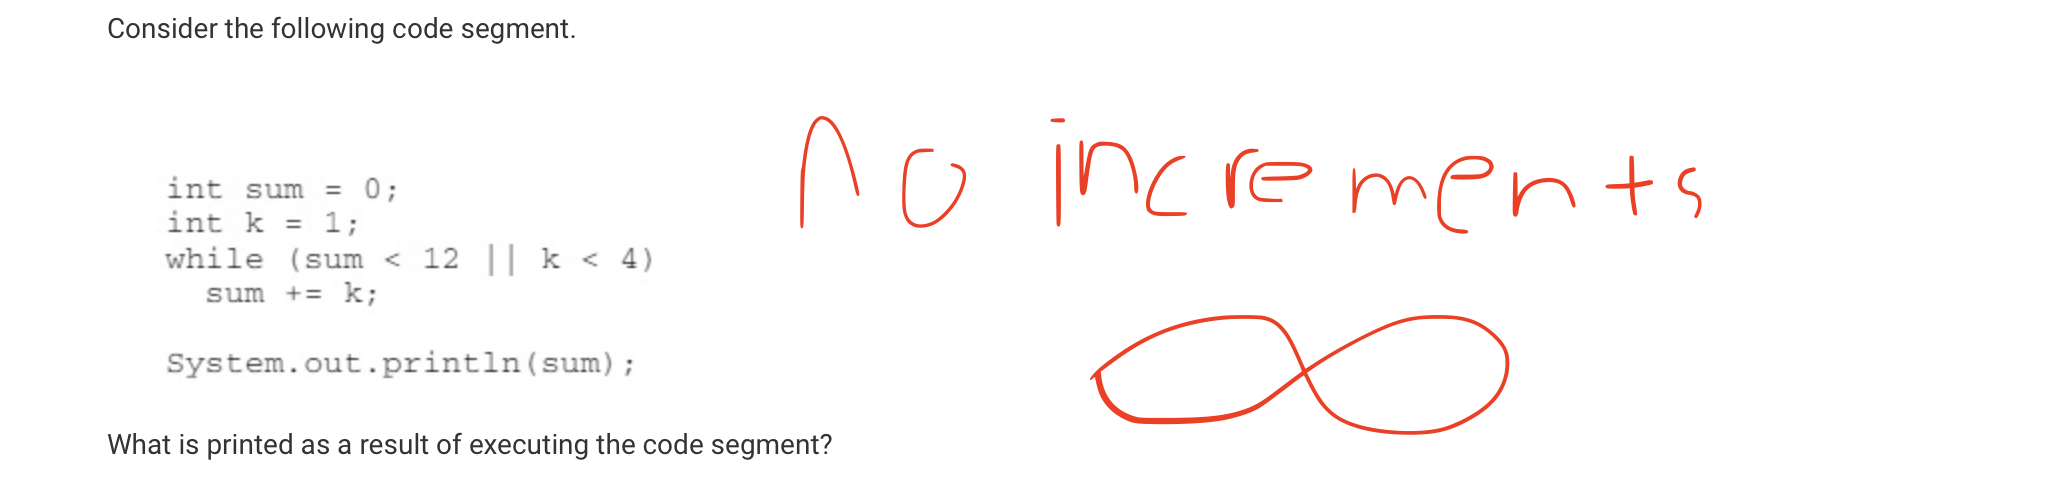 Consider the following code segment.
no increments
int sum = 0;
int k = 1;
while (sum < 12 || k < 4)
sum += k;
∞
System.out.println(sum);
What is printed as a result of executing the code segment?